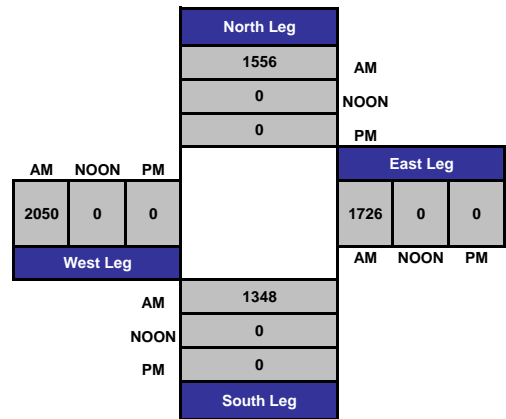 North Leg
1556 AM
0 NOON
0 PM
AM NOON PM
East Leg
2050 0 0
1726 0 0
West Leg
AM NOON PM
AM 1348
NOON 0
PM 0
South Leg